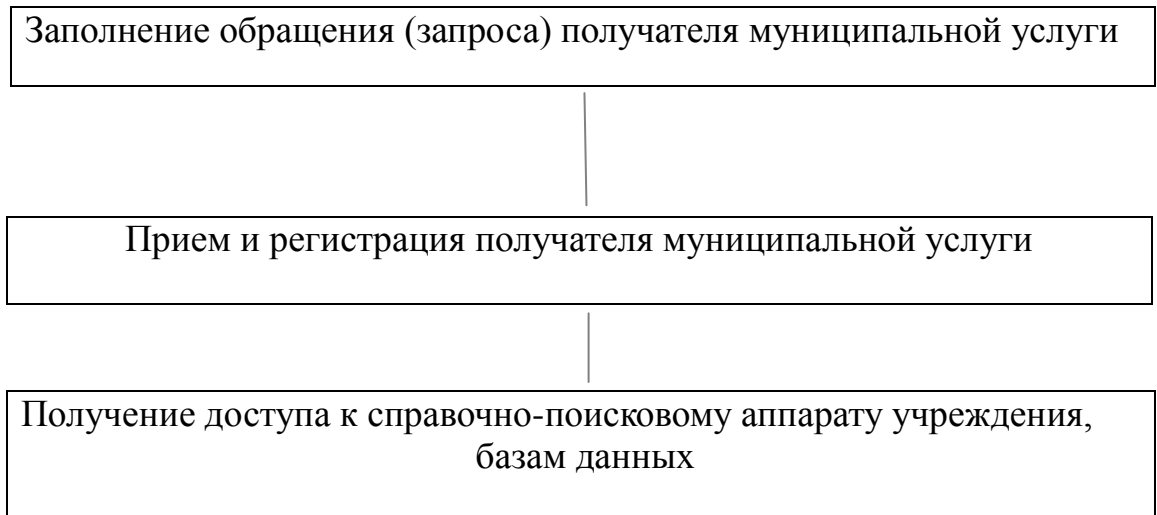 Заполнение обращения (запроса) получателя муниципальной услуги
Прием и регистрация получателя муниципальной услуги
Получение доступа к справочно-поисковому аппарату учреждения,
базам данных